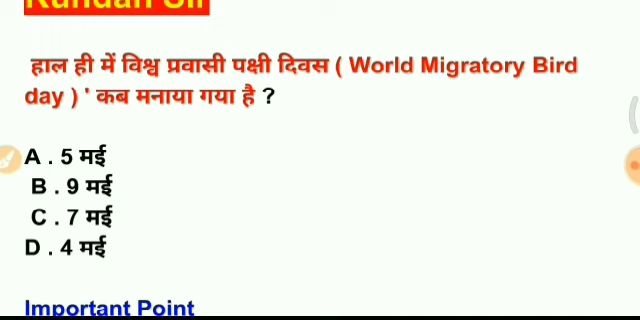 हाल ही में विश्व प्रवासी पक्षी दिवस ( World Migratory Bird
day ) ' कब मनाया गया है ?
A . 5 मई
B . 9 मई
C . 7 मई
D . 4 मई
Important Point